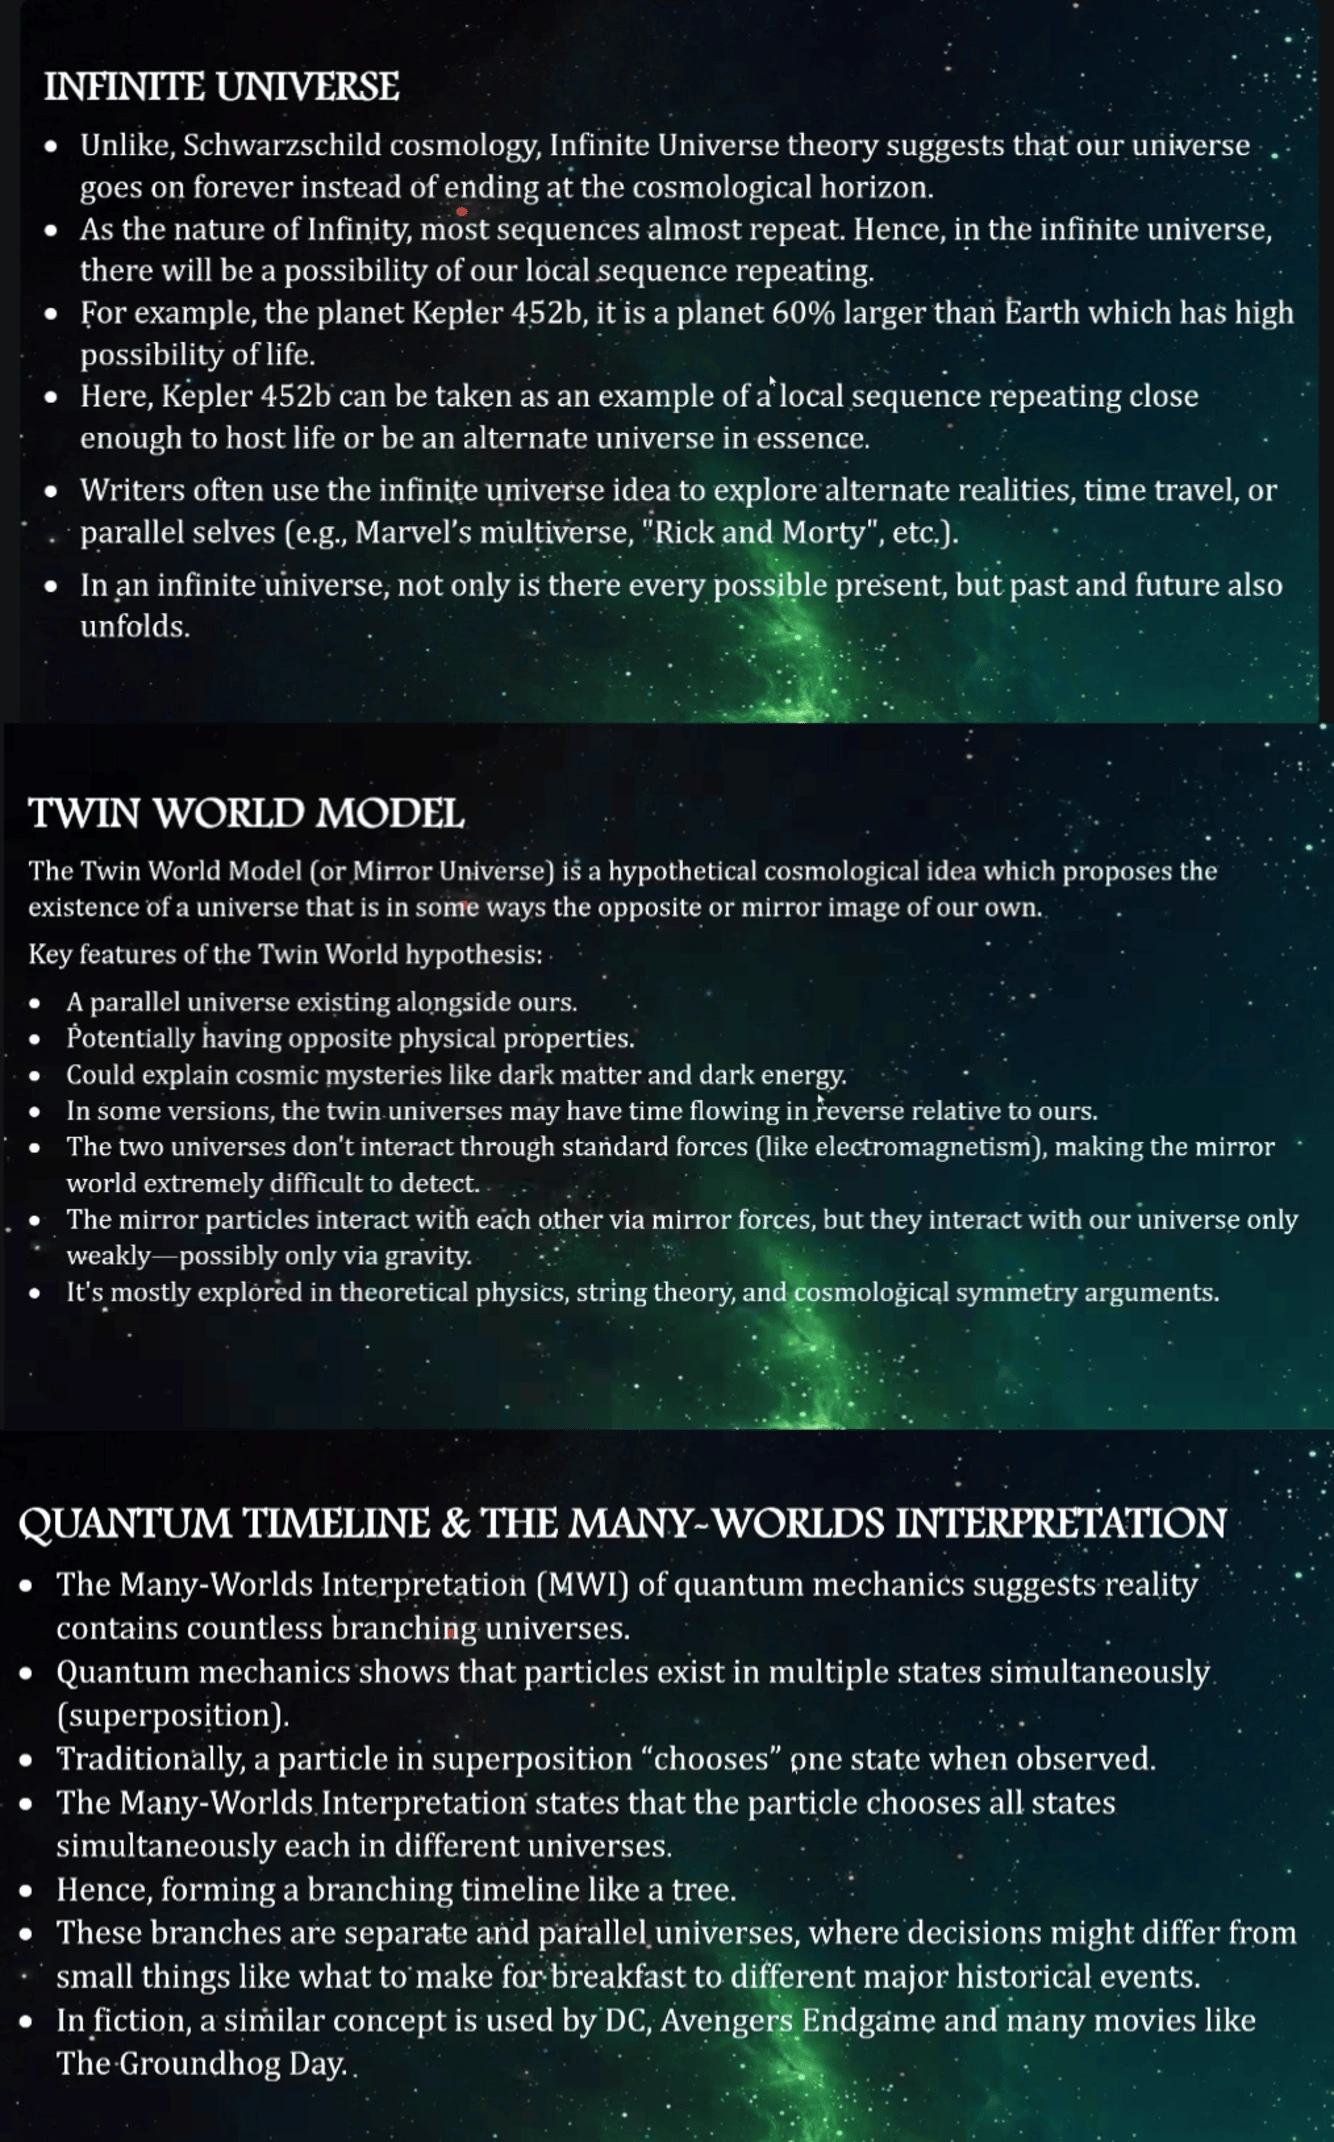 INFINITE UNIVERSE
• Unlike, Schwarzschild cosmology, Infinite Universe theory suggests that our universe
goes on forever instead of ending at the cosmological horizon.
• As the nature of Infinity, most sequences almost repeat. Hence, in the infinite universe,
there will be a possibility of our local sequence repeating.
• For example, the planet Kepler 452b, it is a planet 60% larger than Earth which has high
possibility of life.
• Here, Kepler 452b can be taken as an example of a local sequence repeating close
enough to host life or be an alternate universe in essence.
• Writers often use the infinite universe idea to explore alternate realities, time travel, or
parallel selves (e.g., Marvel’s multiverse, "Rick and Morty", etc.).
• In an infinite universe, not only is there every possible present, but past and future also
unfolds.
TWIN WORLD MODEL
The Twin World Model (or Mirror Universe) is a hypothetical cosmological idea which proposes the
existence of a universe that is in some ways the opposite or mirror image of our own.
Key features of the Twin World hypothesis:
• A parallel universe existing alongside ours.
• Potentially having opposite physical properties.
• Could explain cosmic mysteries like dark matter and dark energy.
• In some versions, the twin universes may have time flowing in reverse relative to ours.
• The two universes don't interact through standard forces (like electromagnetism), making the mirror
world extremely difficult to detect.
• The mirror particles interact with each other via mirror forces, but they interact with our universe only
weakly—possibly only via gravity.
• It's mostly explored in theoretical physics, string theory, and cosmological symmetry arguments.
QUANTUM TIMELINE & THE MANY-WORLDS INTERPRETATION
• The Many-Worlds Interpretation (MWI) of quantum mechanics suggests reality
contains countless branching universes.
• Quantum mechanics shows that particles exist in multiple states simultaneously
(superposition).
• Traditionally, a particle in superposition “chooses” one state when observed.
• The Many-Worlds Interpretation states that the particle chooses all states
simultaneously each in different universes.
• Hence, forming a branching timeline like a tree.
• These branches are separate and parallel universes, where decisions might differ from
small things like what to make for breakfast to different major historical events.
• In fiction, a similar concept is used by DC, Avengers Endgame and many movies like
The Groundhog Day.